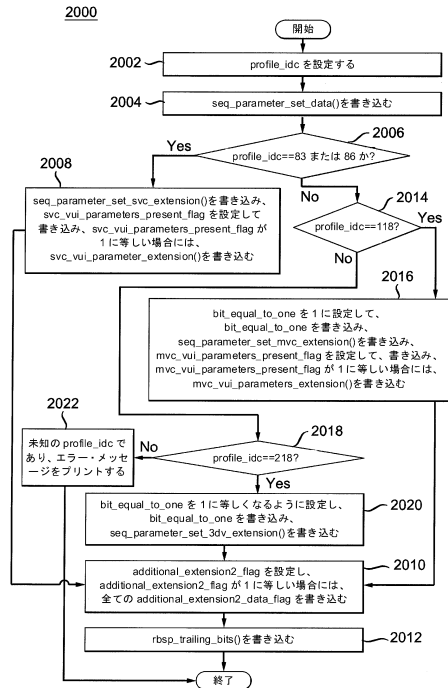 2000
開始
2002
profile_idc を設定する
2004
seq_parameter_set_data()を書き込む
2006
profile_idc==83 または 86 か?
Yes
No
2008
seq_parameter_set_svc_extension()を書き込み、
svc_vui_parameters_present_flag を設定して
書き込み、svc_vui_parameters_present_flag が
1 に等しい場合には、
svc_vui_parameter_extension()を書き込む
2014
profile_idc==118?
Yes
No
2016
bit_equal_to_one を 1 に設定して、
bit_equal_to_one を書き込み、
seq_parameter_set_mvc_extension()を書き込み、
mvc_vui_parameters_present_flag を設定して、書き込み、
mvc_vui_parameters_present_flag が 1 に等しい場合には、
mvc_vui_parameters_extension()を書き込む
2022
未知の profile_idc で
あり、エラー・メッセ
ージをプリントする
2018
profile_idc==218?
No
Yes
bit_equal_to_one を 1 に等しくなるように設定し、
bit_equal_to_one を書き込み、
seq_parameter_set_3dv_extension()を書き込む
2020
additional_extension2_flag を設定し、
additional_extension2_flag が 1 に等しい場合には、
全ての additional_extension2_data_flag を書き込む
2010
rbsp_trailing_bits()を書き込む
2012
終了